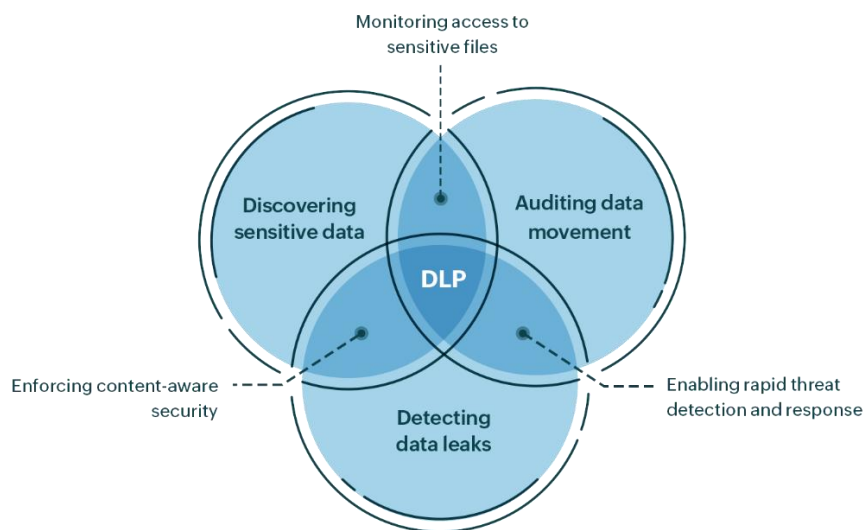 Monitoring access to
sensitive files
Discovering
sensitive data
Auditing data
movement
DLP
Enforcing content-aware
security
Enabling rapid threat
detection and response
Detecting
data leaks